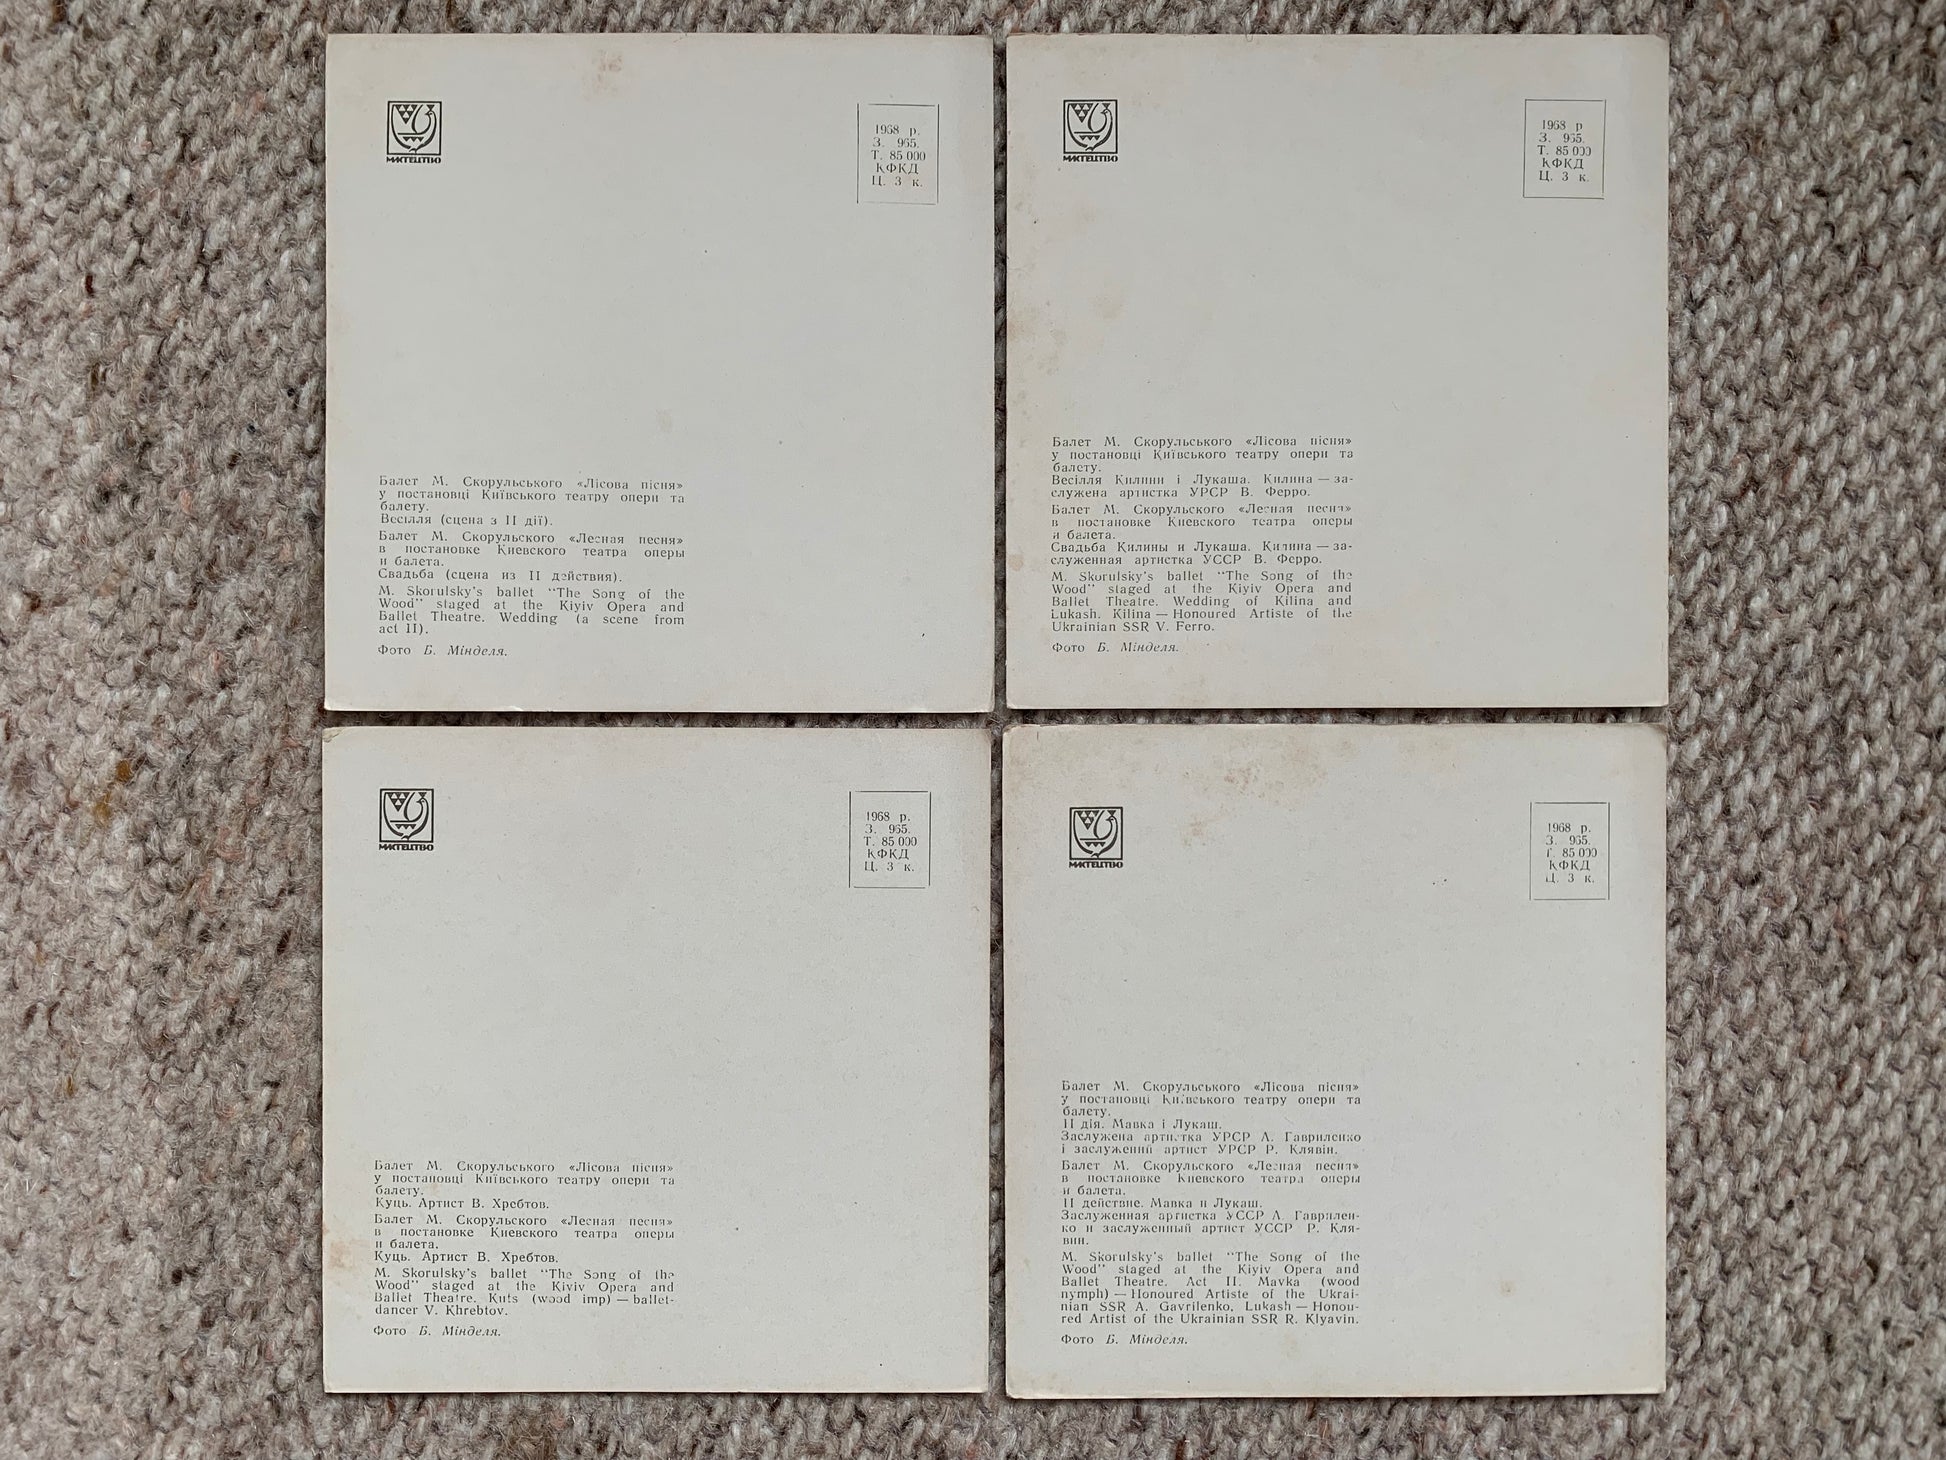 МИСТЕЦТВО
1968 р.
З. 965.
Т. 85 000
КФКД
Ц. 3 к.
Балет М. Скорульського «Лісова пісня»
у постановці Київського театру опери та
балету.
Весілля (сцена з II дії).
Балет М. Скорульского «Лесная песня»
в постановке Киевского театра оперы
и балета.
Свадьба (сцена из II действия).
M. Skorulsky's ballet "The Song of the
Wood" staged at the Kiyiv Opera and
Ballet Theatre. Wedding (a scene from
act II).
Фото Б. Мінделя.
МИСТЕЦТВО
1968 р
З. 965.
Т. 85 000
КФКД
Ц. 3 к.
Балет М. Скорульського «Лісова пісня»
у постановці Київського театру опери та
балету.
Весілля Килини і Лукаша. Килина — за-
служена артистка УРСР В. Ферро.
Балет М. Скорульского «Лесная песня»
в постановке Киевского театра оперы
и балета.
Свадьба Килины и Лукаша. Килина — за-
служенная артистка УССР В. Ферро.
M. Skorulsky's ballet "The Song of the
Wood" staged at the Kiyiv Opera and
Ballet Theatre. Wedding of Kilina and
Lukash. Kilina — Honoured Artiste of the
Ukrainian SSR V. Ferro.
Фото Б. Мінделя.
МИСТЕЦТВО
1968 р.
З. 965.
Т. 85 000
КФКД
Ц. 3 к.
Балет М. Скорульського «Лісова пісня»
у постановці Київського театру опери та
балету.
Куць. Артист В. Хребтов.
Балет М. Скорульского «Лесная песня»
в постановке Киевского театра оперы
и балета.
Куць. Артист В. Хребтов.
M. Skorulsky's ballet "The Song of the
Wood" staged at the Kiyiv Opera and
Ballet Theatre. Kuts (wood imp) — ballet-
dancer V. Khrebtov.
Фото Б. Мінделя.
МИСТЕЦТВО
1968 р.
З. 965.
Т. 85 000
КФКД
Ц. 3 к.
Балет М. Скорульського «Лісова пісня»
у постановці Київського театру опери та
балету.
II дія. Мавка і Лукаш.
Заслужена артистка УРСР А. Гавриленко
і заслужений артист УРСР Р. Клявін.
Балет М. Скорульского «Лесная песня»
в постановке Киевского театра оперы
и балета.
II действие. Мавка и Лукаш.
Заслуженная артистка УССР А. Гаврилен-
ко и заслуженный артист УССР Р. Кля-
вин.
M. Skorulsky's ballet "The Song of the
Wood" staged at the Kiyiv Opera and
Ballet Theatre. Act II. Mavka (wood
nymph) — Honoured Artiste of the Ukrai-
nian SSR A. Gavrilenko, Lukash — Honou-
red Artist of the Ukrainian SSR R. Klyavin.
Фото Б. Мінделя.